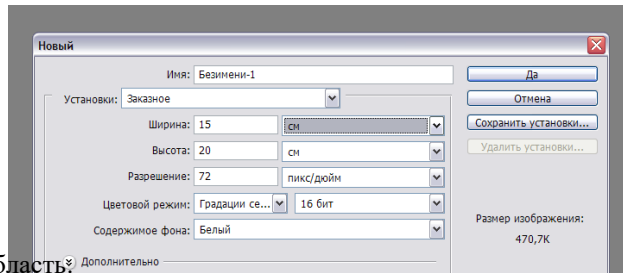 Новый
Имя: Безимени-1
Да
Установки: Заказное
Отмена
Ширина: 15 см
Сохранить установки...
Высота: 20 см
Удалить установки...
Разрешение: 72 пикс/дюйм
Цветовой режим: Градации се... 16 бит
Содержимое фона: Белый
Размер изображения:
470,7K
Дополнительно
бласть.